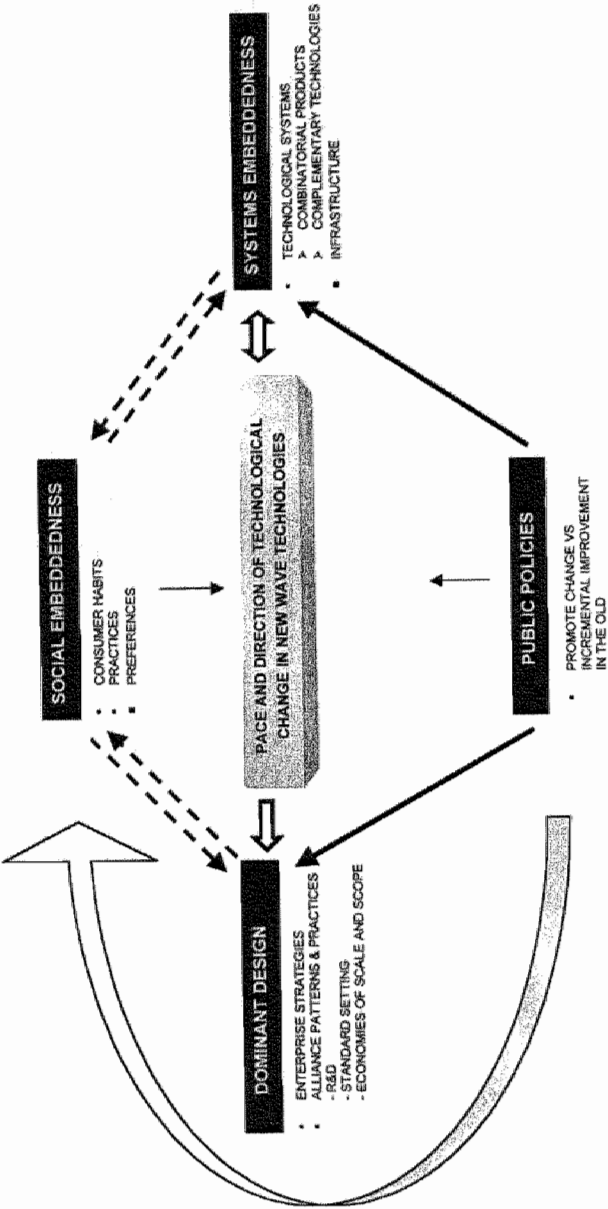 SOCIAL EMBEDDEDNESS
▪ CONSUMER HABITS
▪ PRACTICES
▪ PREFERENCES
DOMINANT DESIGN
▪ ENTERPRISE STRATEGIES
▪ ALLIANCE PATTERNS & PRACTICES
- R&D
- STANDARD SETTING
- ECONOMIES OF SCALE AND SCOPE
PACE AND DIRECTION OF TECHNOLOGICAL
CHANGE IN NEW WAVE TECHNOLOGIES
SYSTEMS EMBEDDEDNESS
▪ TECHNOLOGICAL SYSTEMS
➢ COMBINATORIAL PRODUCTS
➢ COMPLEMENTARY TECHNOLOGIES
▪ INFRASTRUCTURE
PUBLIC POLICIES
▪ PROMOTE CHANGE VS
INCREMENTAL IMPROVEMENT
IN THE OLD